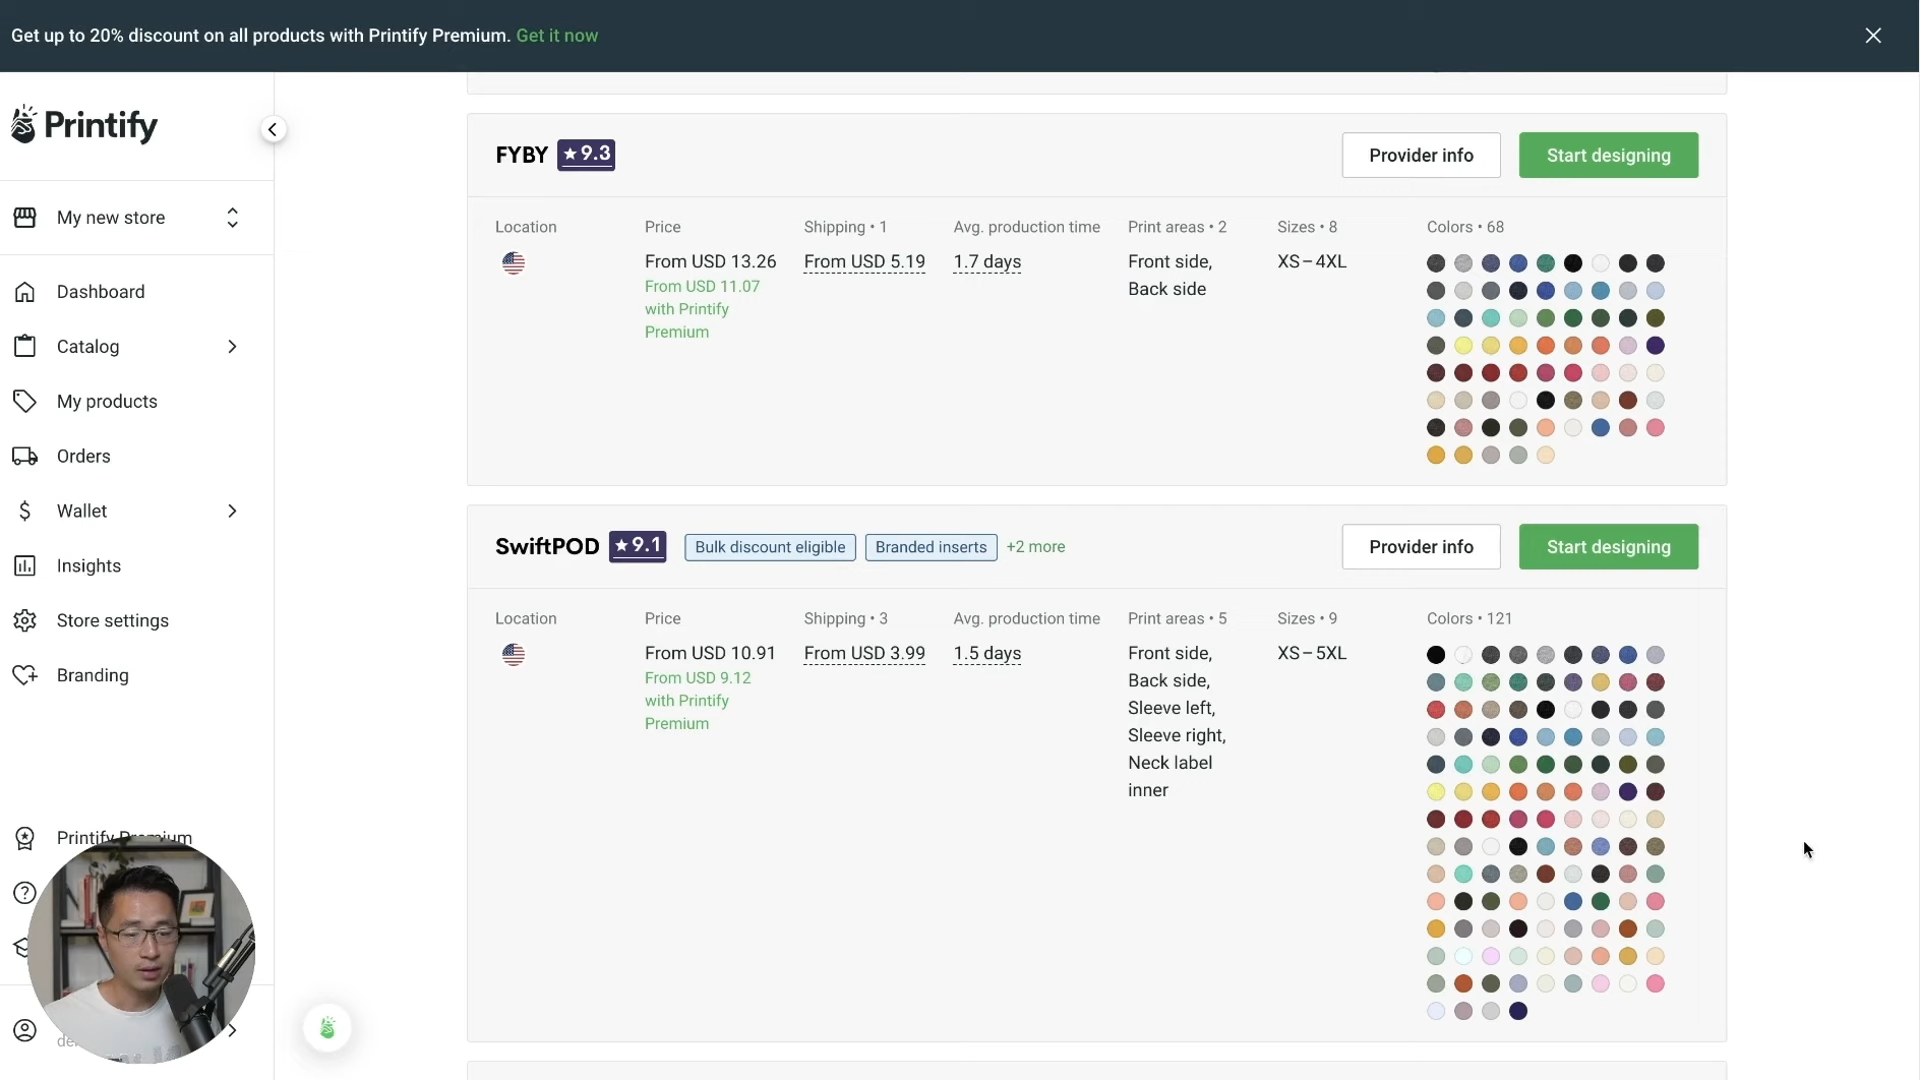 Get up to 20% discount on all products with Printify Premium. Get it now
Printify
My new store
Dashboard
Catalog
My products
Orders
Wallet
Insights
Store settings
Branding
Printify Premium
FYBY ★ 9.3
Provider info
Start designing
Location
Price
Shipping • 1
Avg. production time
Print areas • 2
Sizes • 8
Colors • 68
From USD 13.26
From USD 11.07
with Printify
Premium
From USD 5.19
1.7 days
Front side,
Back side
XS – 4XL
SwiftPOD ★ 9.1
Bulk discount eligible
Branded inserts
+2 more
Provider info
Start designing
Location
Price
Shipping • 3
Avg. production time
Print areas • 5
Sizes • 9
Colors • 121
From USD 10.91
From USD 9.12
with Printify
Premium
From USD 3.99
1.5 days
Front side,
Back side,
Sleeve left,
Sleeve right,
Neck label
inner
XS – 5XL